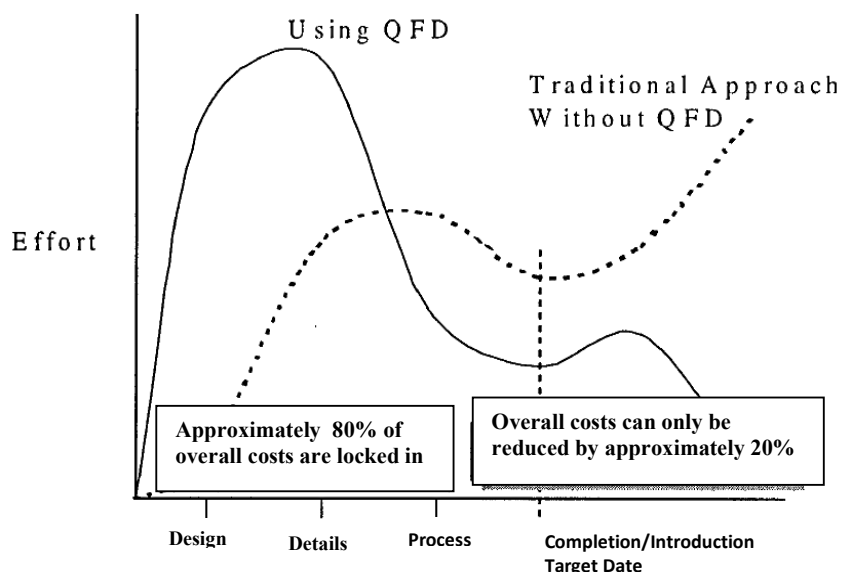 Using QFD
Traditional Approach
Without QFD
Effort
Approximately 80% of
overall costs are locked in
Overall costs can only be
reduced by approximately 20%
Design
Details
Process
Completion/Introduction
Target Date